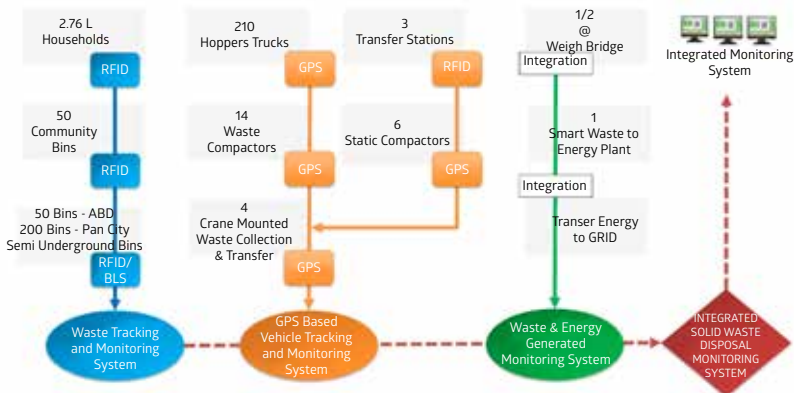 2.76 L
Households
RFID
50
Community
Bins
RFID
50 Bins - ABD
200 Bins - Pan City
Semi Underground Bins
RFID/
BLS
Waste Tracking
and Monitoring
System
210
Hoppers Trucks
GPS
14
Waste
Compactors
GPS
4
Crane Mounted
Waste Collection
& Transfer
GPS
GPS Based
Vehicle Tracking
and Monitoring
System
3
Transfer Stations
RFID
6
Static Compactors
GPS
1/2
@
Weigh Bridge
Integration
1
Smart Waste to
Energy Plant
Integration
Transer Energy
to GRID
Waste & Energy
Generated
Monitoring System
Integrated Monitoring
System
INTEGRATED
SOLID WASTE
DISPOSAL
MONITORING
SYSTEM